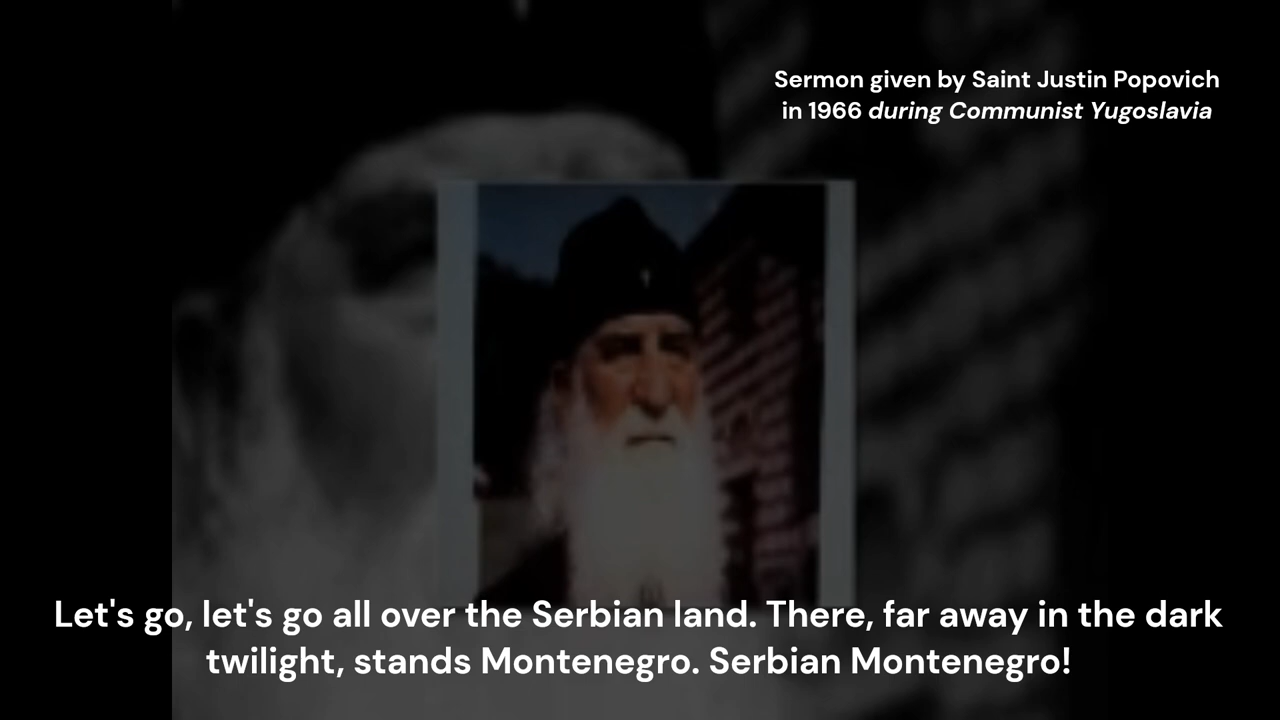 Sermon given by Saint Justin Popovich
in 1966 during Communist Yugoslavia
Let's go, let's go all over the Serbian land. There, far away in the dark
twilight, stands Montenegro. Serbian Montenegro!